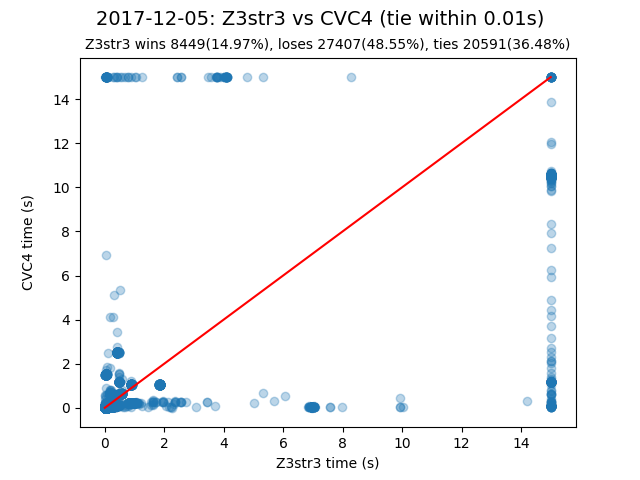 2017-12-05: Z3str3 vs CVC4 (tie within 0.01s)
Z3str3 wins 8449(14.97%), loses 27407(48.55%), ties 20591(36.48%)
14
12
10
8
6
4
2
0
CVC4 time (s)
0 2 4 6 8 10 12 14
Z3str3 time (s)